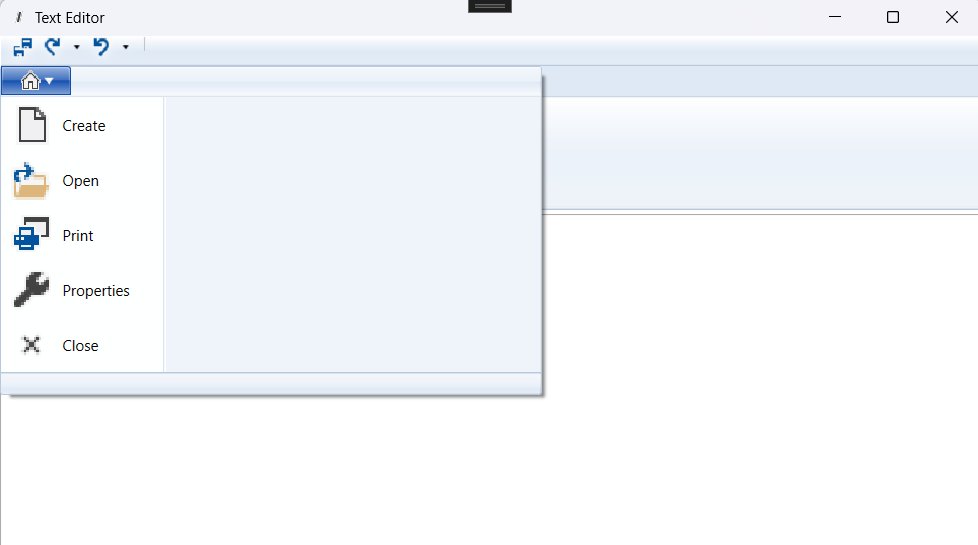 Text Editor
Create
Open
Print
Properties
Close